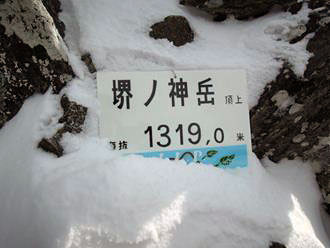 堺ノ神岳 頂上
海抜 1319,0 米